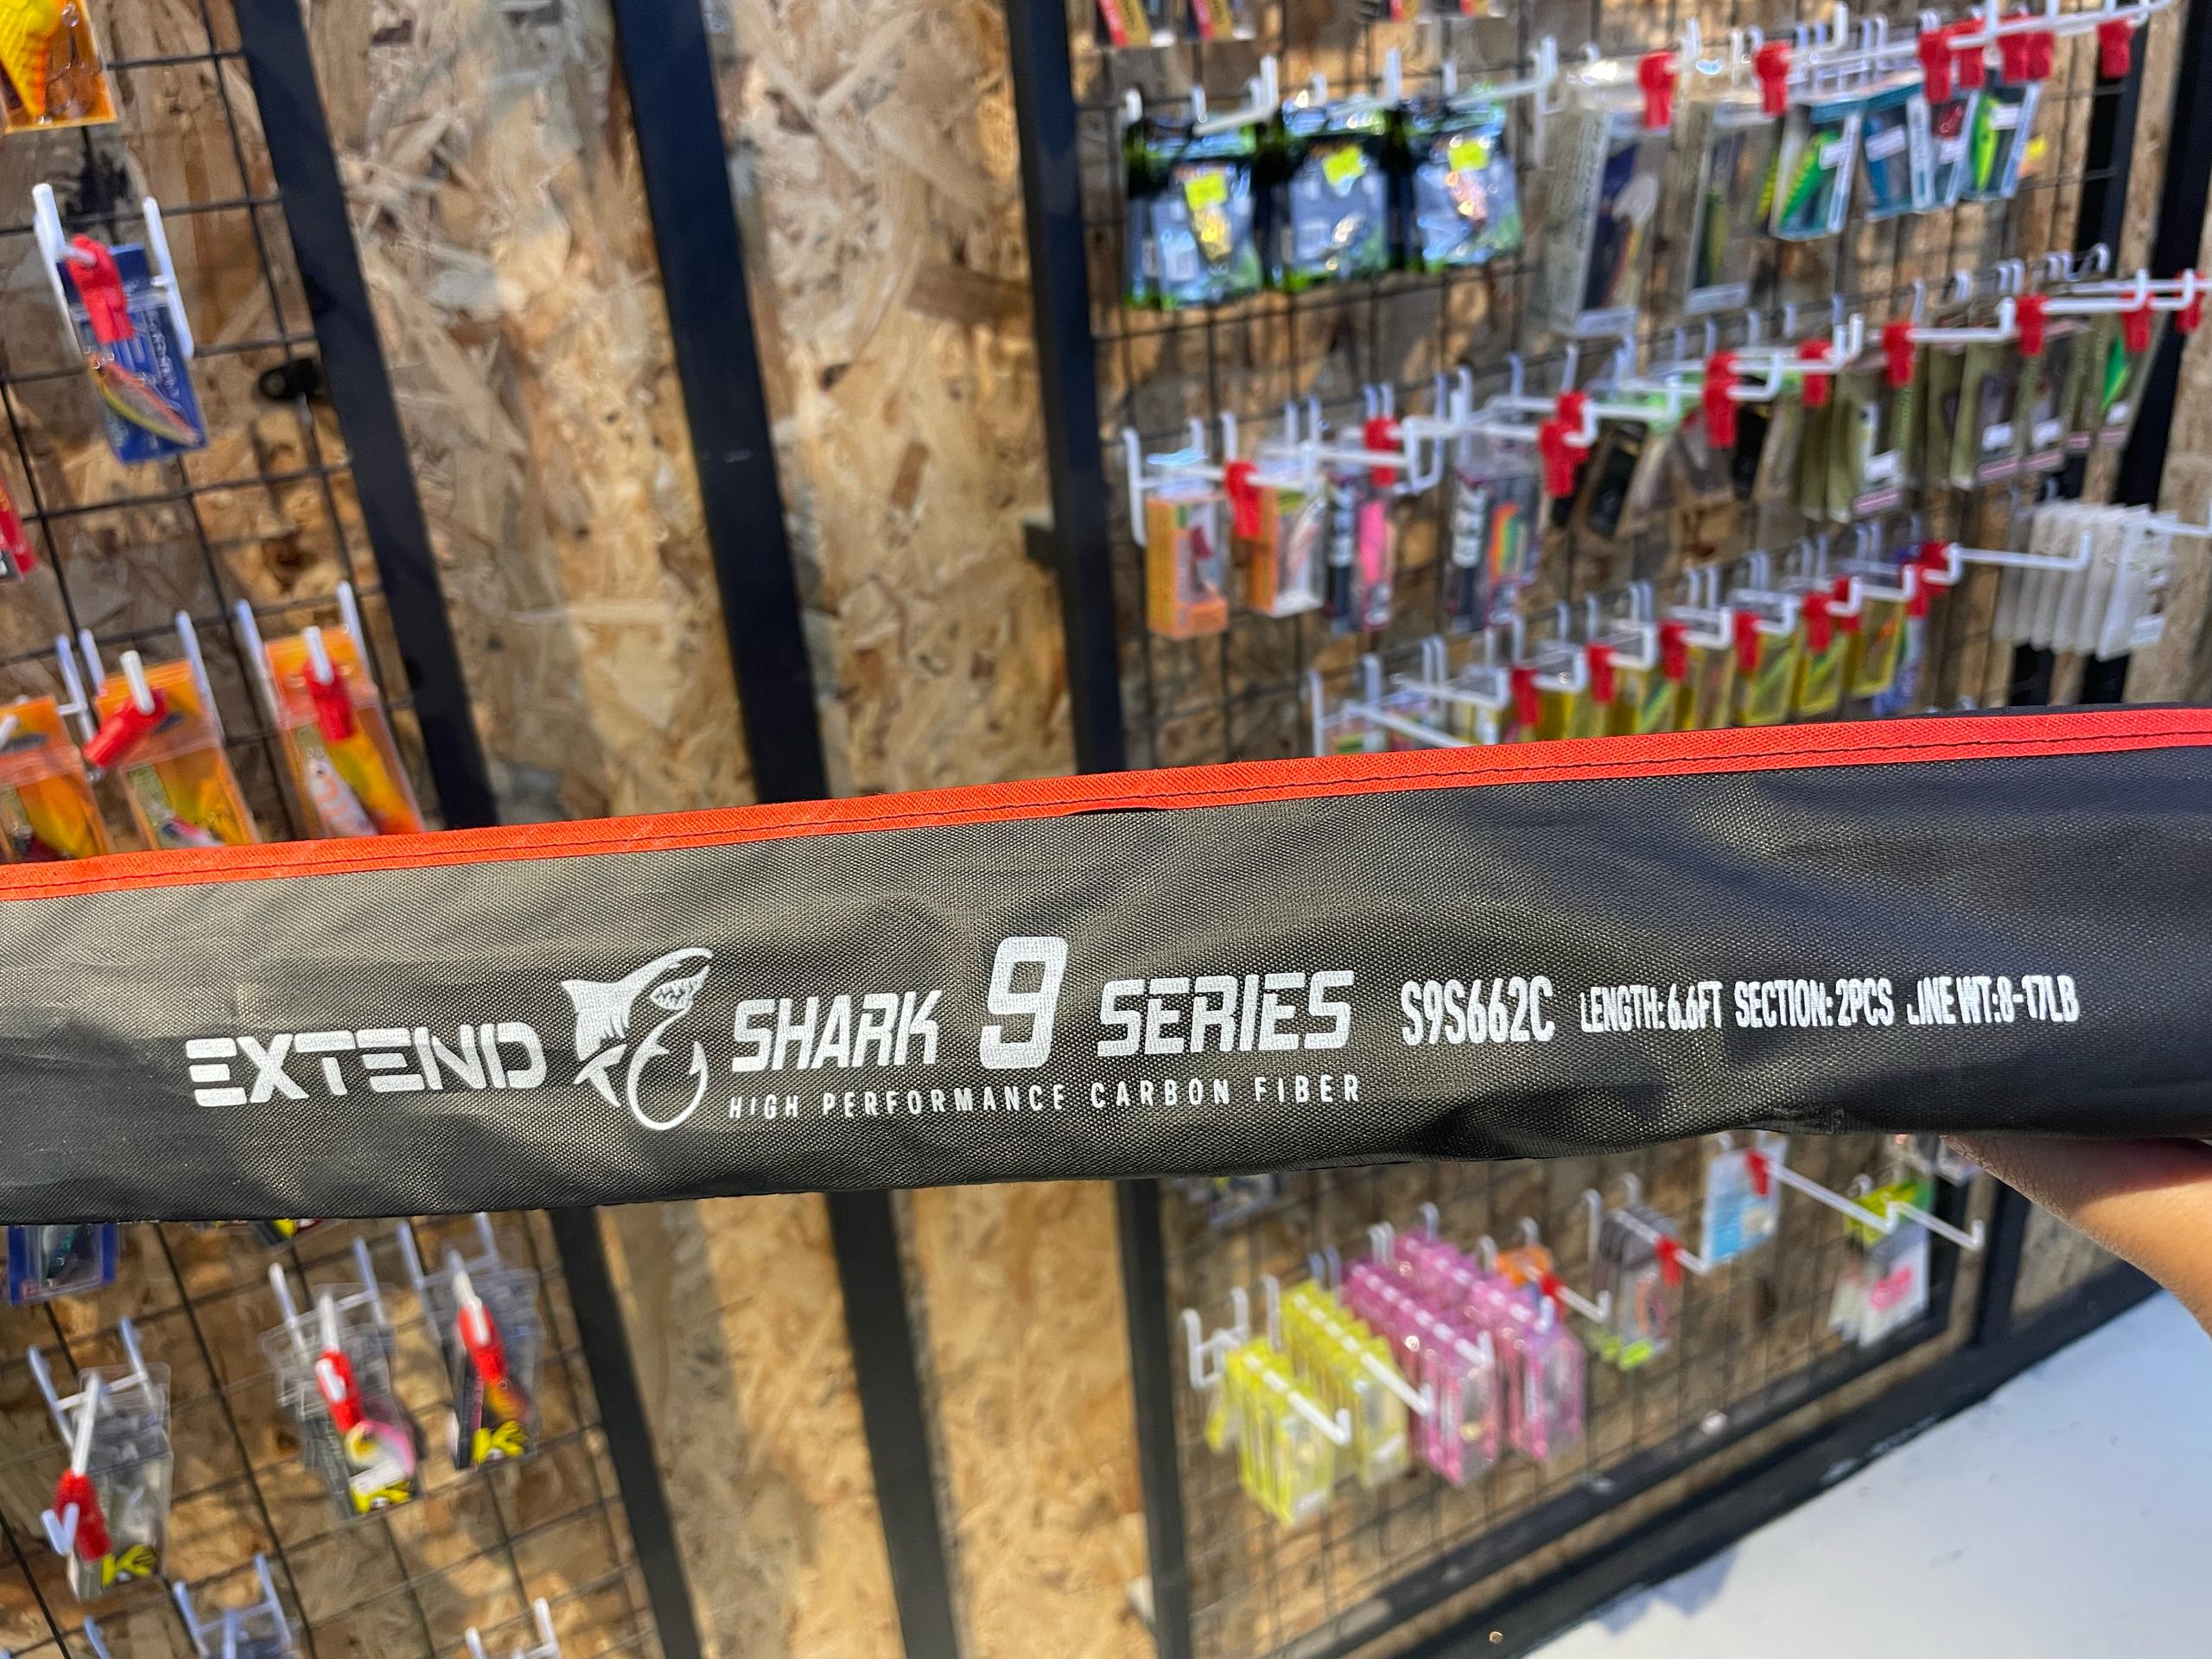 EXTEND SHARK 9 SERIES S9S662C LENGTH: 6.6FT SECTION: 2PCS LINE WT: 8-17LB
HIGH PERFORMANCE CARBON FIBER